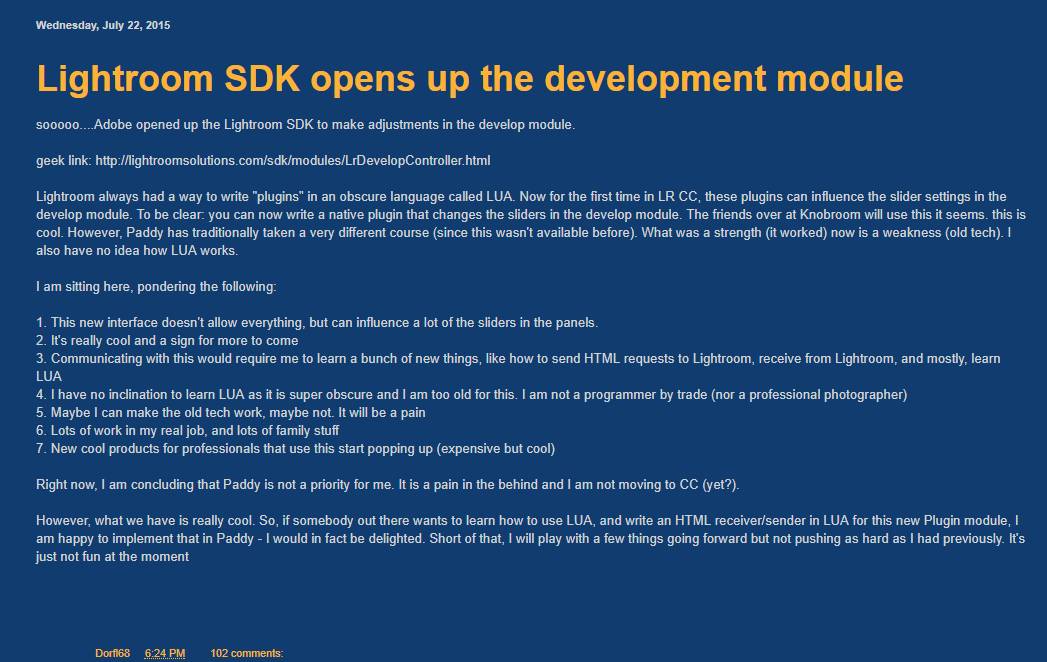 Wednesday, July 22, 2015
Lightroom SDK opens up the development module
sooooo....Adobe opened up the Lightroom SDK to make adjustments in the develop module.
geek link: http://lightroomsolutions.com/sdk/modules/LrDevelopController.html
Lightroom always had a way to write "plugins" in an obscure language called LUA. Now for the first time in LR CC, these plugins can influence the slider settings in the
develop module. To be clear: you can now write a native plugin that changes the sliders in the develop module. The friends over at Knobroom will use this it seems. this is
cool. However, Paddy has traditionally taken a very different course (since this wasn't available before). What was a strength (it worked) now is a weakness (old tech). I
also have no idea how LUA works.
I am sitting here, pondering the following:
1. This new interface doesn't allow everything, but can influence a lot of the sliders in the panels.
2. It's really cool and a sign for more to come
3. Communicating with this would require me to learn a bunch of new things, like how to send HTML requests to Lightroom, receive from Lightroom, and mostly, learn
LUA
4. I have no inclination to learn LUA as it is super obscure and I am too old for this. I am not a programmer by trade (nor a professional photographer)
5. Maybe I can make the old tech work, maybe not. It will be a pain
6. Lots of work in my real job, and lots of family stuff
7. New cool products for professionals that use this start popping up (expensive but cool)
Right now, I am concluding that Paddy is not a priority for me. It is a pain in the behind and I am not moving to CC (yet?).
However, what we have is really cool. So, if somebody out there wants to learn how to use LUA, and write an HTML receiver/sender in LUA for this new Plugin module, I
am happy to implement that in Paddy - I would in fact be delighted. Short of that, I will play with a few things going forward but not pushing as hard as I had previously. It's
just not fun at the moment
Dorfl68 6:24 PM 102 comments: